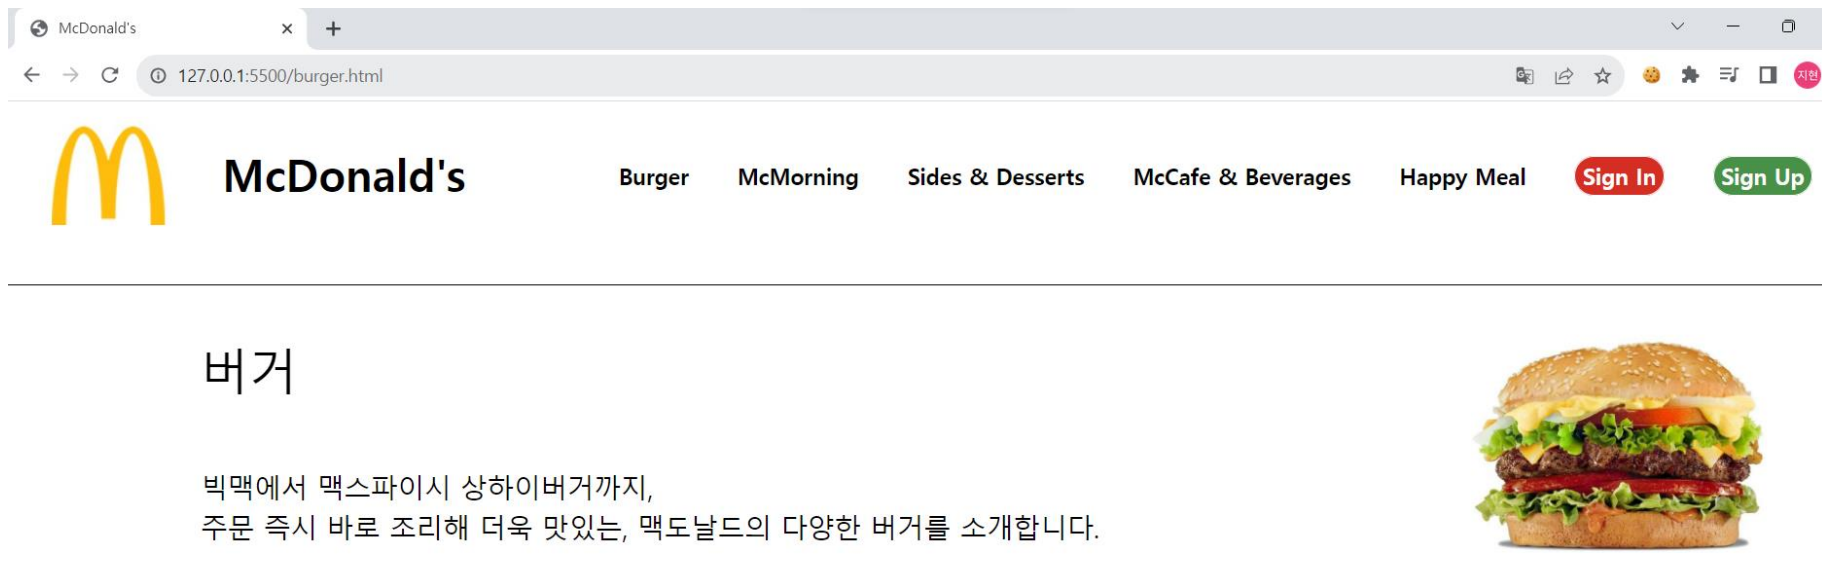 McDonald's
127.0.0.1:5500/burger.html
지현
McDonald's Burger McMorning Sides & Desserts McCafe & Beverages Happy Meal Sign In Sign Up
버거
빅맥에서 맥스파이시 상하이버거까지,
주문 즉시 바로 조리해 더욱 맛있는, 맥도날드의 다양한 버거를 소개합니다.